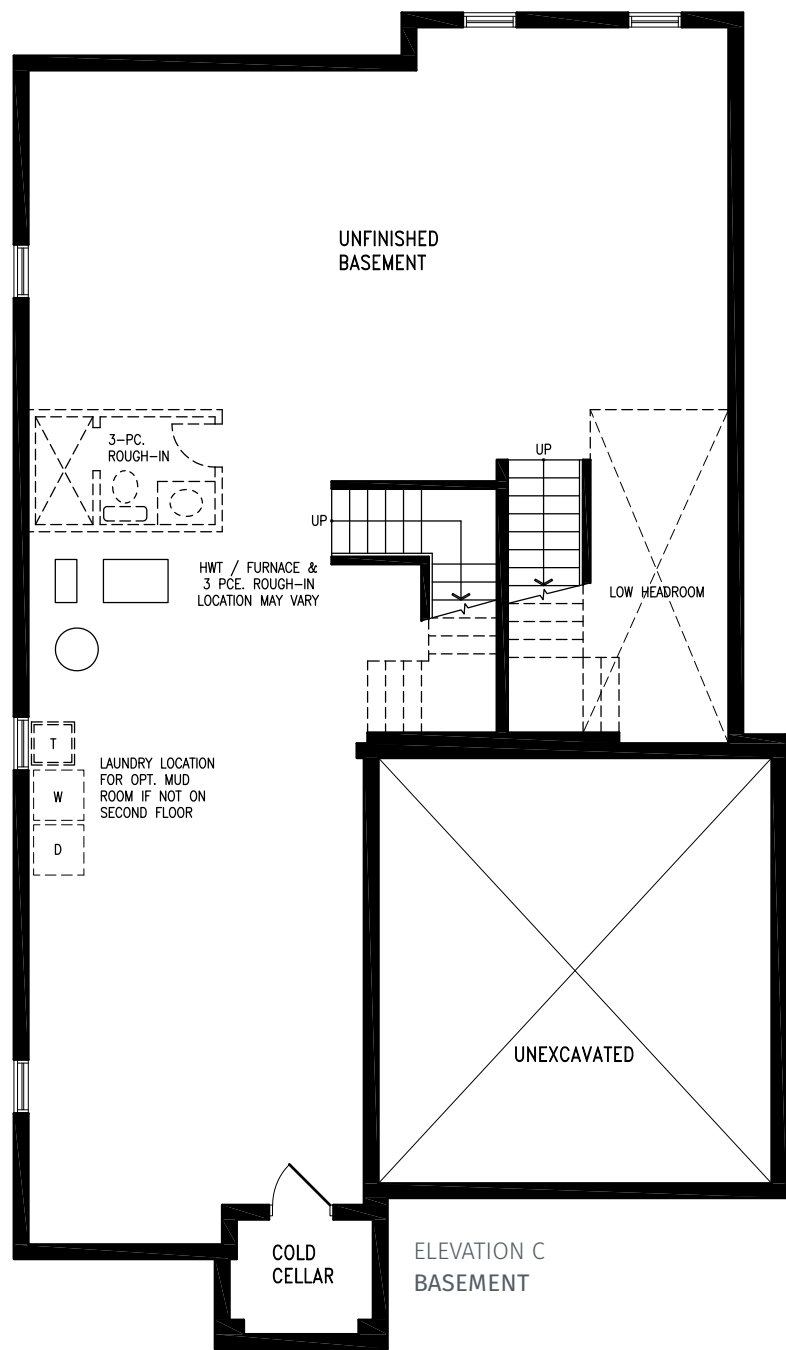 UNFINISHED
BASEMENT
3-PC.
ROUGH-IN
UP
UP
HWT / FURNACE &
3 PCE. ROUGH-IN
LOCATION MAY VARY
LOW HEADROOM
T
W
D
LAUNDRY LOCATION
FOR OPT. MUD
ROOM IF NOT ON
SECOND FLOOR
UNEXCAVATED
COLD
CELLAR
ELEVATION C
BASEMENT